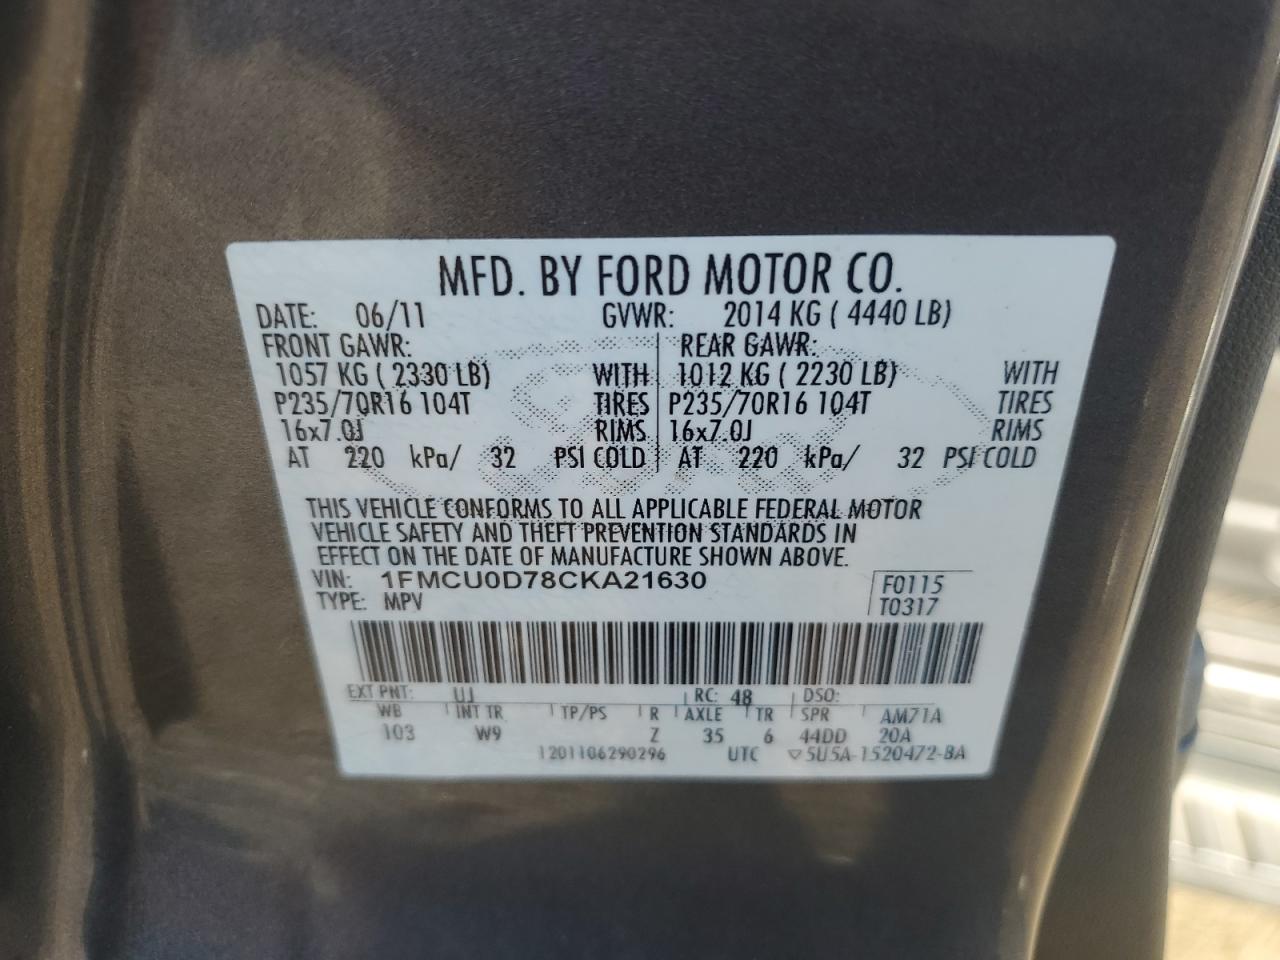 MFD. BY FORD MOTOR CO.
DATE: 06/11 GVWR: 2014 KG ( 4440 LB)
FRONT GAWR: REAR GAWR:
1057 KG ( 2330 LB) WITH 1012 KG ( 2230 LB) WITH
P235/70R16 104T TIRES P235/70R16 104T TIRES
16x7.0J RIMS 16x7.0J RIMS
AT 220 kPa/ 32 PSI COLD AT 220 kPa/ 32 PSI COLD
THIS VEHICLE CONFORMS TO ALL APPLICABLE FEDERAL MOTOR
VEHICLE SAFETY AND THEFT PREVENTION STANDARDS IN
EFFECT ON THE DATE OF MANUFACTURE SHOWN ABOVE.
VIN: 1FMCU0D78CKA21630 F0115
TYPE: MPV T0317
EXT PNT: UJ RC: 48 DSO:
WB INT TR TP/PS R AXLE TR SPR AM71A
103 W9 Z 35 6 44DD 20A
1201106290296 UTC ▽5U5A-1520472-BA